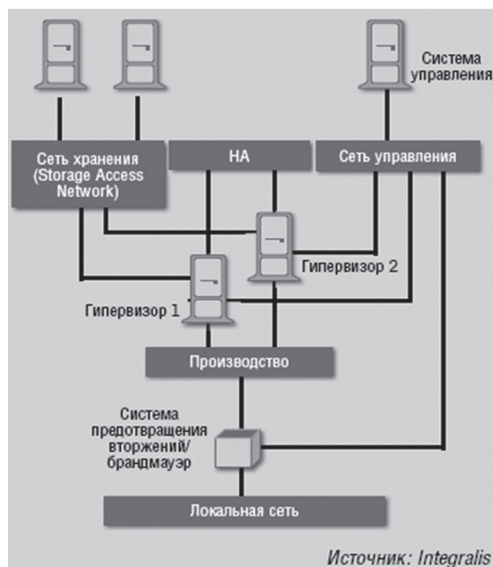 Система
управления
Сеть хранения
(Storage Access
Network)
НА
Сеть управления
Гипервизор 2
Гипервизор 1
Производство
Система
предотвращения
вторжений/
брандмауэр
Локальная сеть
Источник: Integralis